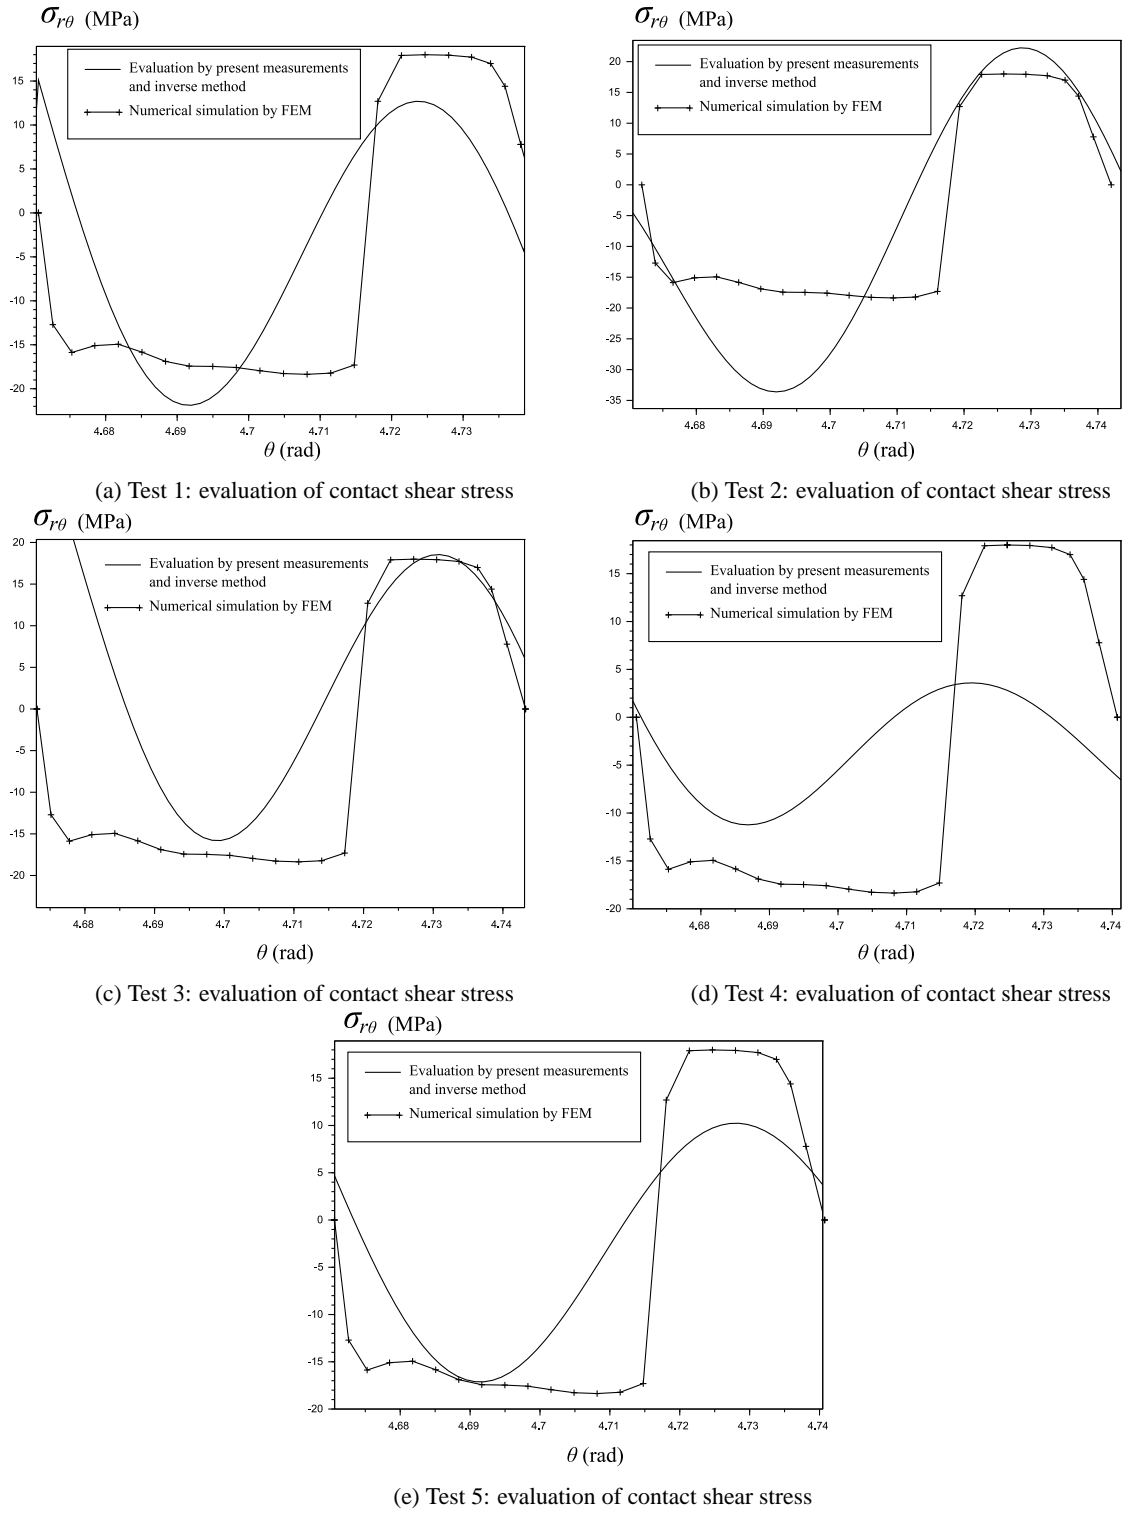 σrθ (MPa)
Evaluation by present measurements
and inverse method
Numerical simulation by FEM
15
10
5
0
-5
-10
-15
-20
4.68 4.69 4.7 4.71 4.72 4.73
θ (rad)
(a) Test 1: evaluation of contact shear stress
σrθ (MPa)
Evaluation by present measurements
and inverse method
Numerical simulation by FEM
20
15
10
5
0
-5
-10
-15
-20
-25
-30
-35
4.68 4.69 4.7 4.71 4.72 4.73 4.74
θ (rad)
(b) Test 2: evaluation of contact shear stress
σrθ (MPa)
Evaluation by present measurements
and inverse method
Numerical simulation by FEM
20
15
10
5
0
-5
-10
-15
-20
4.68 4.69 4.7 4.71 4.72 4.73 4.74
θ (rad)
(c) Test 3: evaluation of contact shear stress
σrθ (MPa)
Evaluation by present measurements
and inverse method
Numerical simulation by FEM
15
10
5
0
-5
-10
-15
-20
4.68 4.69 4.7 4.71 4.72 4.73 4.74
θ (rad)
(d) Test 4: evaluation of contact shear stress
σrθ (MPa)
Evaluation by present measurements
and inverse method
Numerical simulation by FEM
15
10
5
0
-5
-10
-15
-20
4.68 4.69 4.7 4.71 4.72 4.73 4.74
θ (rad)
(e) Test 5: evaluation of contact shear stress